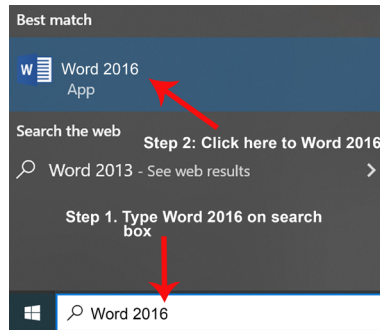 Best match
W
Word 2016
App
Search the web
Step 2: Click here to Word 2016
Word 2013 - See web results
Step 1. Type Word 2016 on search
box
Word 2016